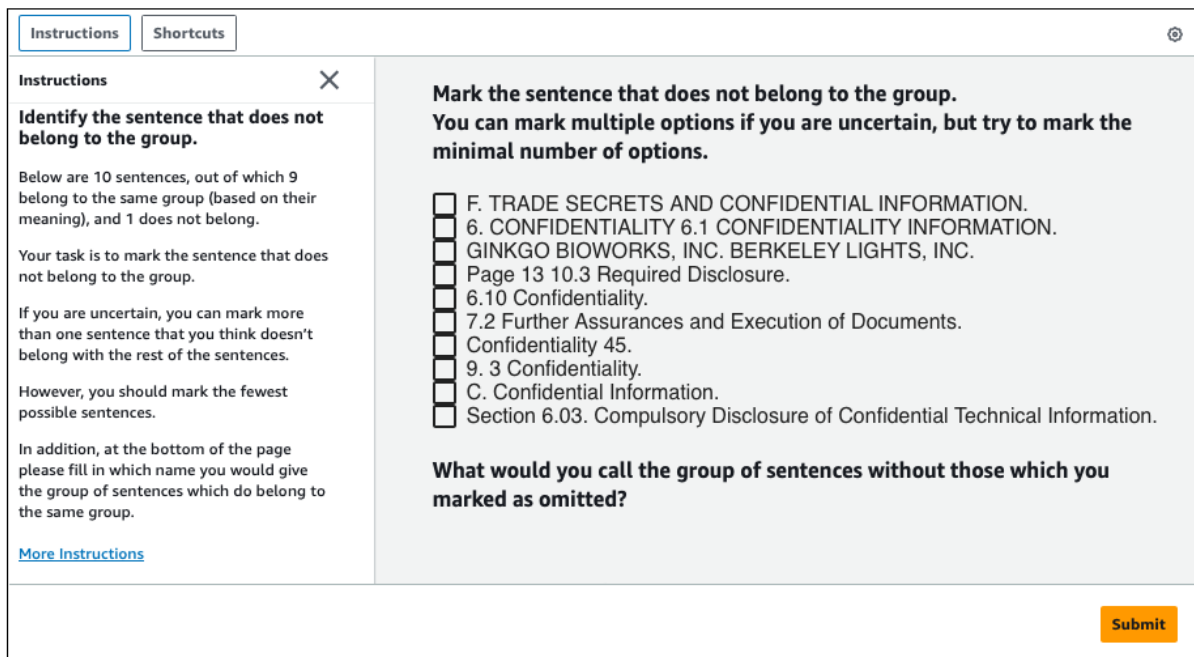 Instructions
Shortcuts
Instructions
Identify the sentence that does not
belong to the group.
Below are 10 sentences, out of which 9
belong to the same group (based on their
meaning), and 1 does not belong.
Your task is to mark the sentence that does
not belong to the group.
If you are uncertain, you can mark more
than one sentence that you think doesn't
belong with the rest of the sentences.
However, you should mark the fewest
possible sentences.
In addition, at the bottom of the page
please fill in which name you would give
the group of sentences which do belong to
the same group.
More Instructions
Mark the sentence that does not belong to the group.
You can mark multiple options if you are uncertain, but try to mark the
minimal number of options.
F. TRADE SECRETS AND CONFIDENTIAL INFORMATION.
6. CONFIDENTIALITY 6.1 CONFIDENTIALITY INFORMATION.
GINKGO BIOWORKS, INC. BERKELEY LIGHTS, INC.
Page 13 10.3 Required Disclosure.
6.10 Confidentiality.
7.2 Further Assurances and Execution of Documents.
Confidentiality 45.
9. 3 Confidentiality.
C. Confidential Information.
Section 6.03. Compulsory Disclosure of Confidential Technical Information.
What would you call the group of sentences without those which you
marked as omitted?
Submit